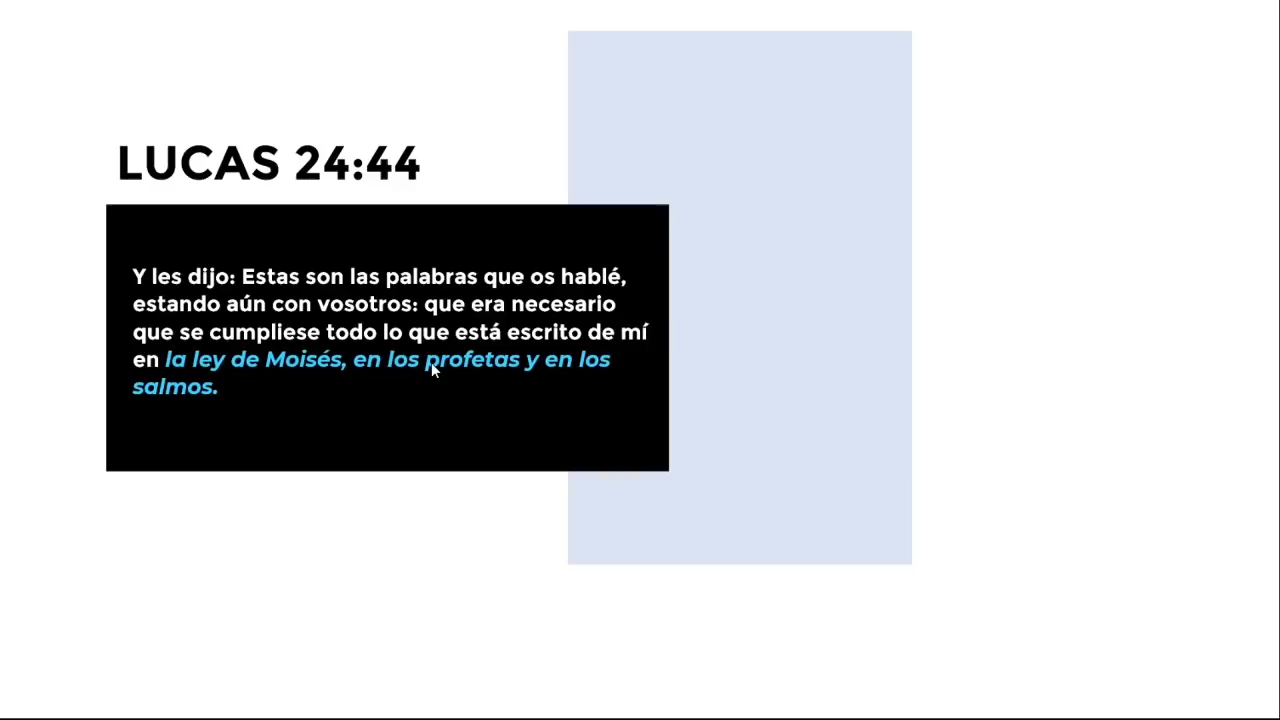 LUCAS 24:44
Y les dijo: Estas son las palabras que os hablé,
estando aún con vosotros: que era necesario
que se cumpliese todo lo que está escrito de mí
en la ley de Moisés, en los profetas y en los
salmos.